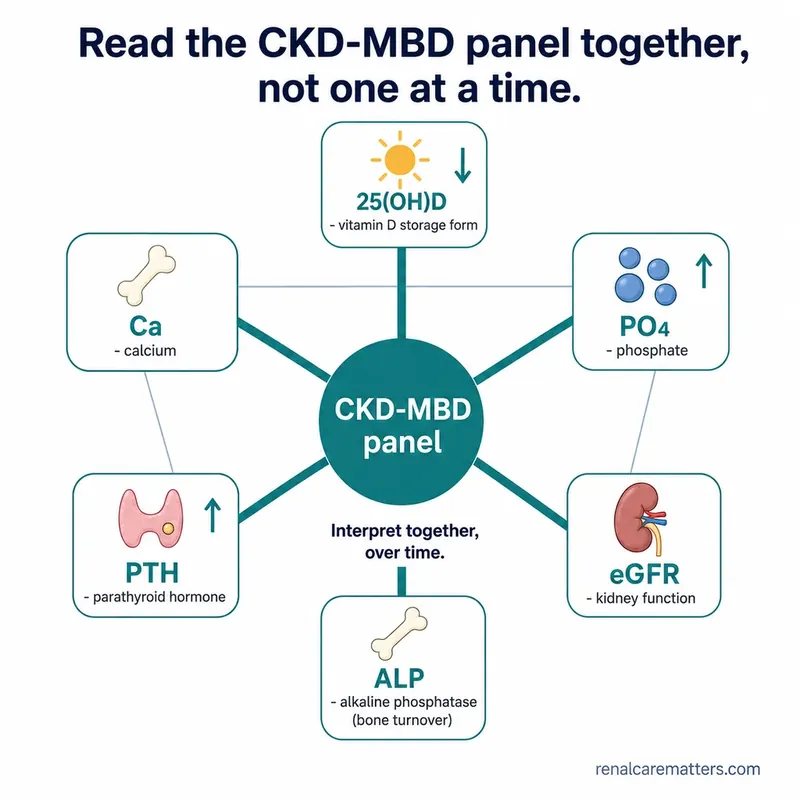 Read the CKD-MBD panel together,
not one at a time.
25(OH)D
- vitamin D storage form
Ca
- calcium
PO4
- phosphate
CKD-MBD
panel
Interpret together,
over time.
PTH
- parathyroid hormone
eGFR
- kidney function
ALP
- alkaline phosphatase
(bone turnover)
renalcarematters.com